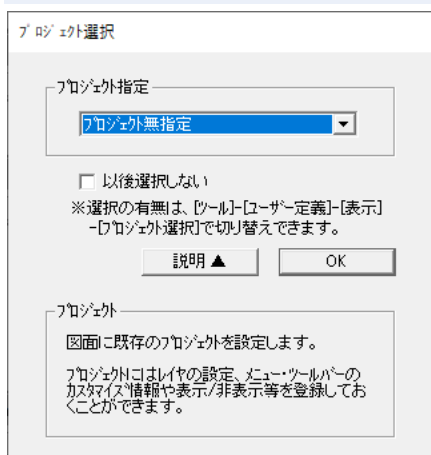 ﾌﾟﾛｼﾞｪｸﾄ選択
ﾌﾟﾛｼﾞｪｸﾄ指定
ﾌﾟﾛｼﾞｪｸﾄ無指定
以後選択しない
※選択の有無は、[ﾂｰﾙ]-[ﾕｰｻﾞｰ定義]-[表示]
-[ﾌﾟﾛｼﾞｪｸﾄ選択]で切り替えできます。
説明▲
OK
ﾌﾟﾛｼﾞｪｸﾄ
図面に既存のﾌﾟﾛｼﾞｪｸﾄを設定します。
ﾌﾟﾛｼﾞｪｸﾄにはﾚｲﾔの設定、ﾒﾆｭｰ・ﾂｰﾙﾊﾞｰの
ｶｽﾀﾏｲｽﾞ情報や表示/非表示等を登録してお
くことができます。